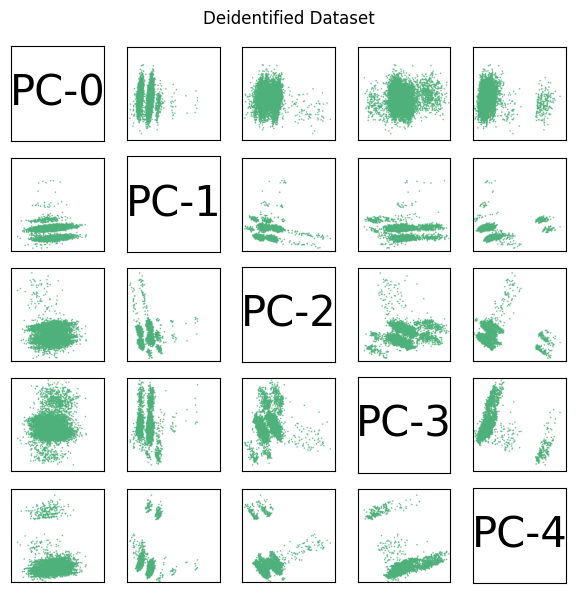 Deidentified Dataset
PC-0
PC-1
PC-2
PC-3
PC-4